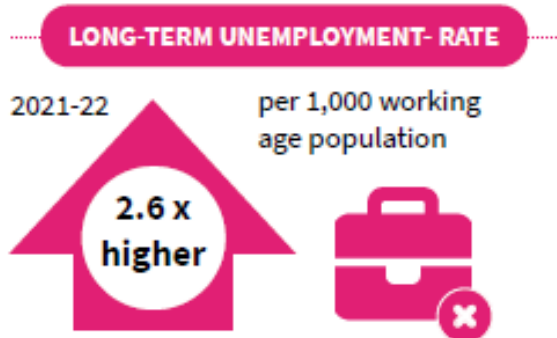 LONG-TERM UNEMPLOYMENT- RATE
2021-22
per 1,000 working
age population
2.6 x
higher